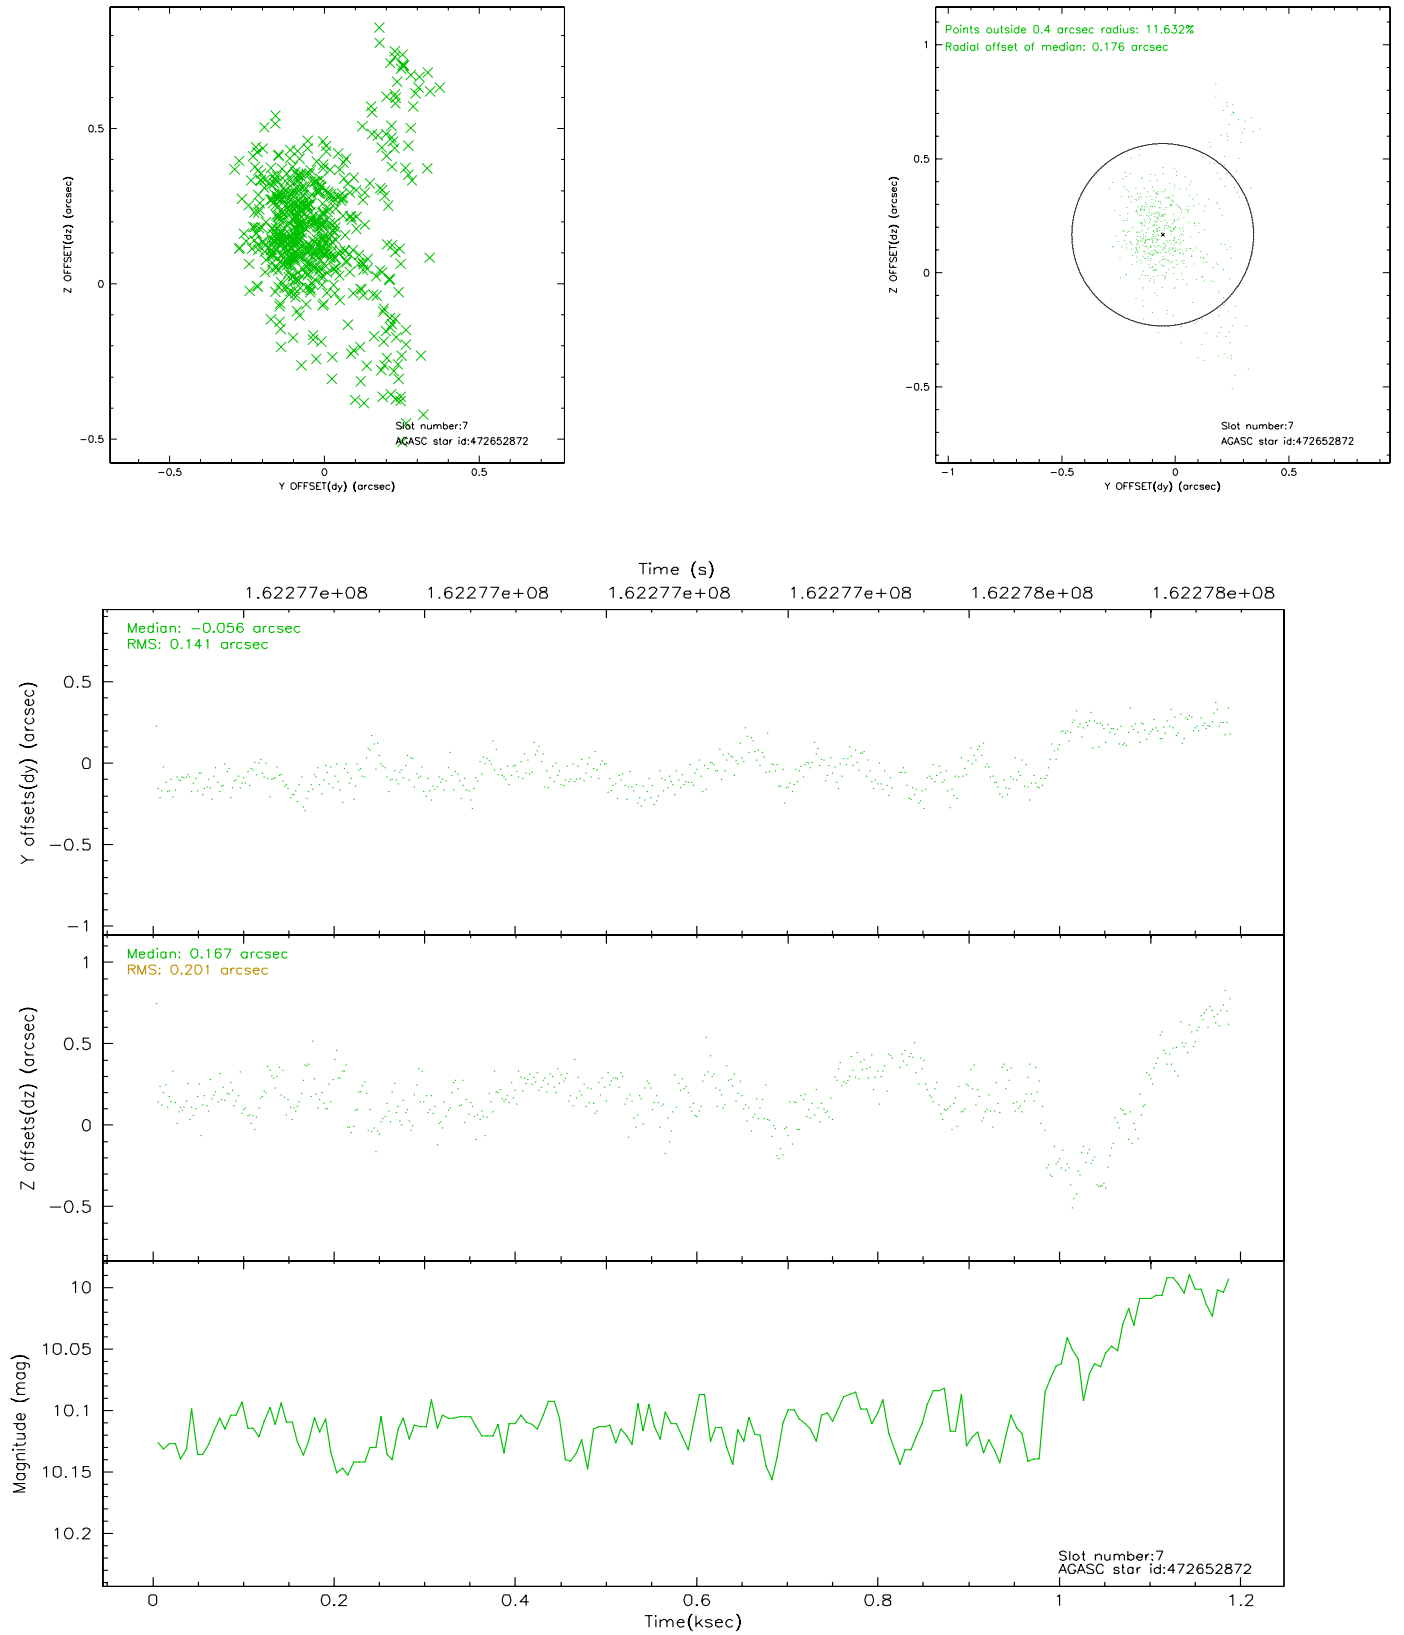 0.5
0
-0.5
Z OFFSET(dz) (arcsec)
Slot number:7
AGASC star id:472652872
-0.5 0 0.5
Y OFFSET(dy) (arcsec)
Points outside 0.4 arcsec radius: 11.632%
Radial offset of median: 0.176 arcsec
1
0.5
0
-0.5
Z OFFSET(dz) (arcsec)
Slot number:7
AGASC star id:472652872
-1 -0.5 0 0.5
Y OFFSET(dy) (arcsec)
Time (s)
1.62277e+08 1.62277e+08 1.62277e+08 1.62277e+08 1.62278e+08 1.62278e+08
Median: -0.056 arcsec
RMS: 0.141 arcsec
0.5
0
-0.5
-1
Y offsets(dy) (arcsec)
Median: 0.167 arcsec
RMS: 0.201 arcsec
1
0.5
0
-0.5
Z offsets(dz) (arcsec)
10
10.05
10.1
10.15
10.2
Magnitude (mag)
Slot number:7
AGASC star id:472652872
0 0.2 0.4 0.6 0.8 1 1.2
Time(ksec)